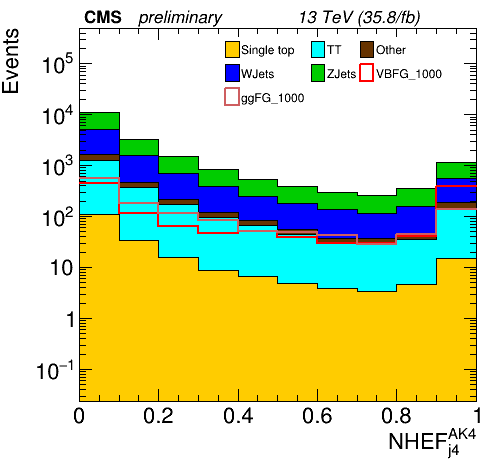 CMS preliminary 13 TeV (35.8/fb)
Events
Single top TT Other
WJets ZJets VBFG_1000
ggFG_1000
10^5
10^4
10^3
10^2
10
1
10^−1
0 0.2 0.4 0.6 0.8 1
NHEF_j4^AK4